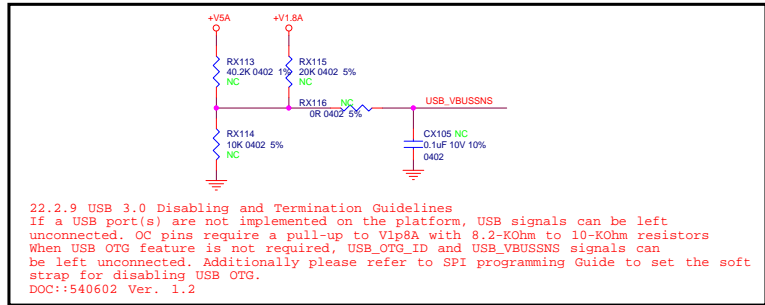 +V5A
+V1.8A
RX113
40.2K 0402 1%
NC
RX115
20K 0402 5%
NC
RX116
NC
0R 0402 5%
USB_VBUSSNS
RX114
10K 0402 5%
NC
CX105 NC
0.1uF 10V 10%
0402
22.2.9 USB 3.0 Disabling and Termination Guidelines
If a USB port(s) are not implemented on the platform, USB signals can be left
unconnected. OC pins require a pull-up to V1p8A with 8.2-KOhm to 10-KOhm resistors
When USB OTG feature is not required, USB_OTG_ID and USB_VBUSSNS signals can
be left unconnected. Additionally please refer to SPI programming Guide to set the soft
strap for disabling USB OTG.
DOC::540602 Ver. 1.2